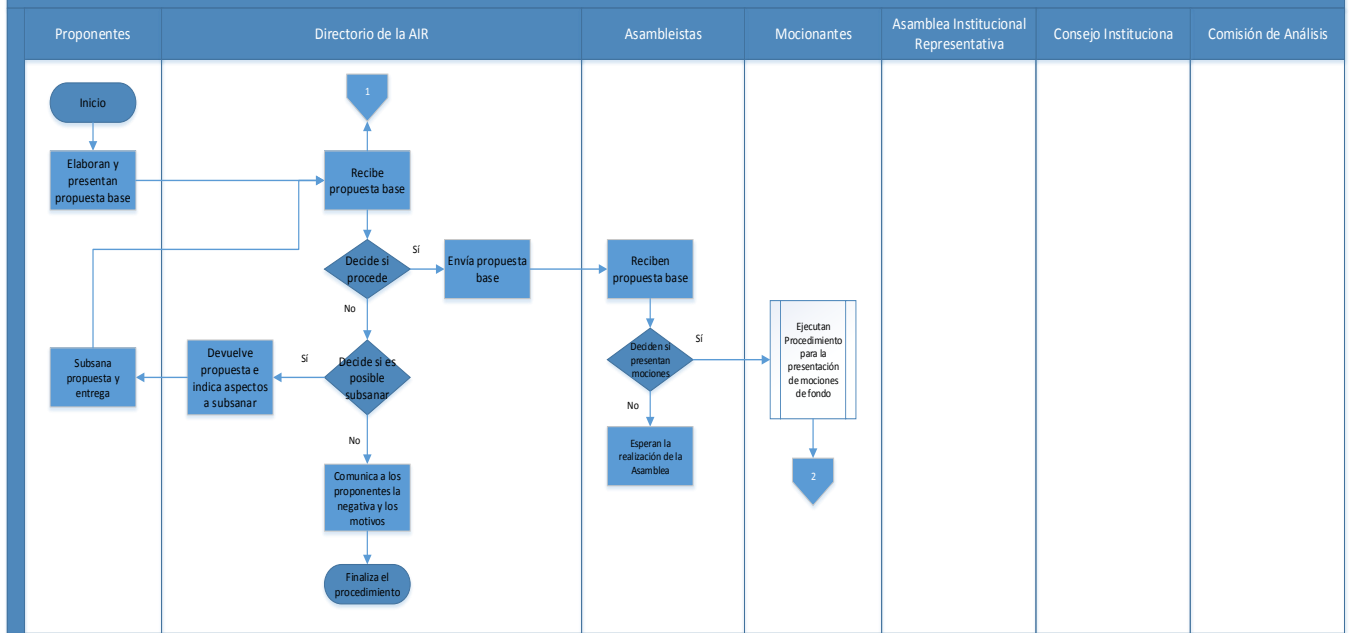 Proponentes
Directorio de la AIR
Asambleistas
Mocionantes
Asamblea Institucional
Representativa
Consejo Instituciona
Comisión de Análisis
Inicio
1
Elaboran y
presentan
propuesta base
Recibe
propuesta base
Decide si
procede
Sí
Envía propuesta
base
Reciben
propuesta base
No
Deciden si
presentan
mociones
Sí
Ejecutan
Procedimiento
para la
presentación
de mociones
de fondo
Subsana
propuesta y
entrega
Devuelve
propuesta e
indica aspectos
a subsanar
Sí
Decide si es
posible
subsanar
No
No
Esperan la
realización de la
Asamblea
2
Comunica a los
proponentes la
negativa y los
motivos
Finaliza el
procedimiento